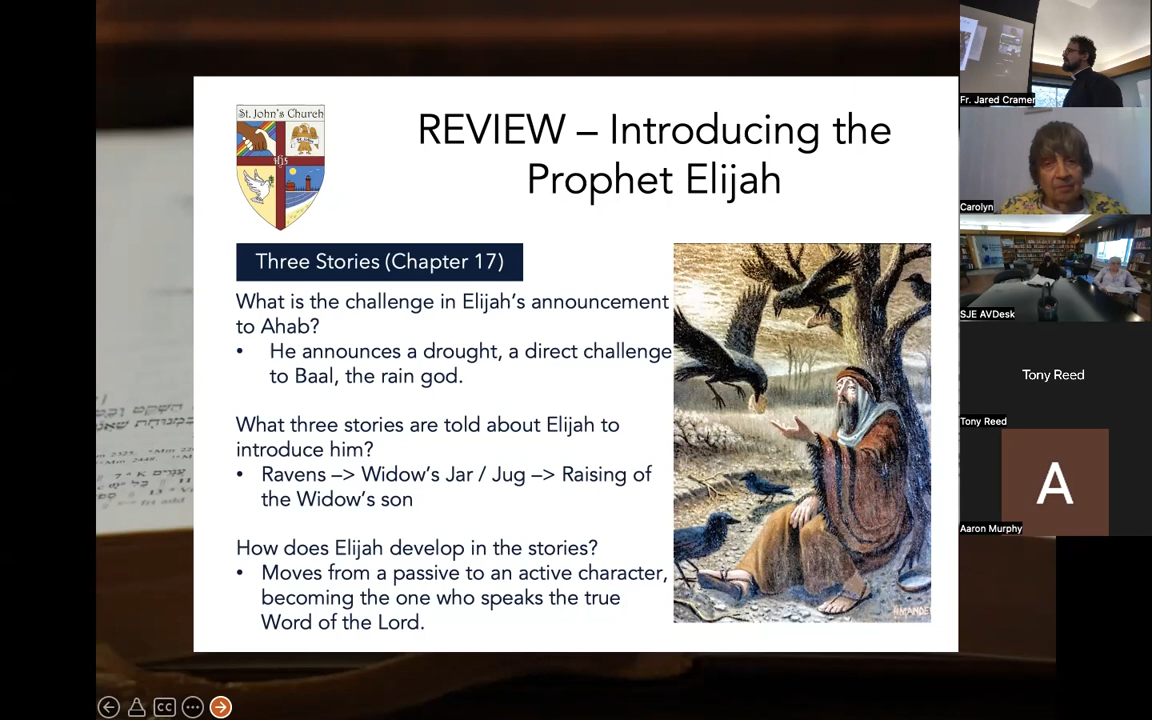 St. John's Church
REVIEW – Introducing the
Prophet Elijah
Three Stories (Chapter 17)
What is the challenge in Elijah's announcement
to Ahab?
• He announces a drought, a direct challenge
to Baal, the rain god.
What three stories are told about Elijah to
introduce him?
• Ravens –> Widow's Jar / Jug –> Raising of
the Widow's son
How does Elijah develop in the stories?
• Moves from a passive to an active character,
becoming the one who speaks the true
Word of the Lord.
Fr. Jared Cramer
Carolyn
SJE AVDesk
Tony Reed
Tony Reed
A
Aaron Murphy
CC